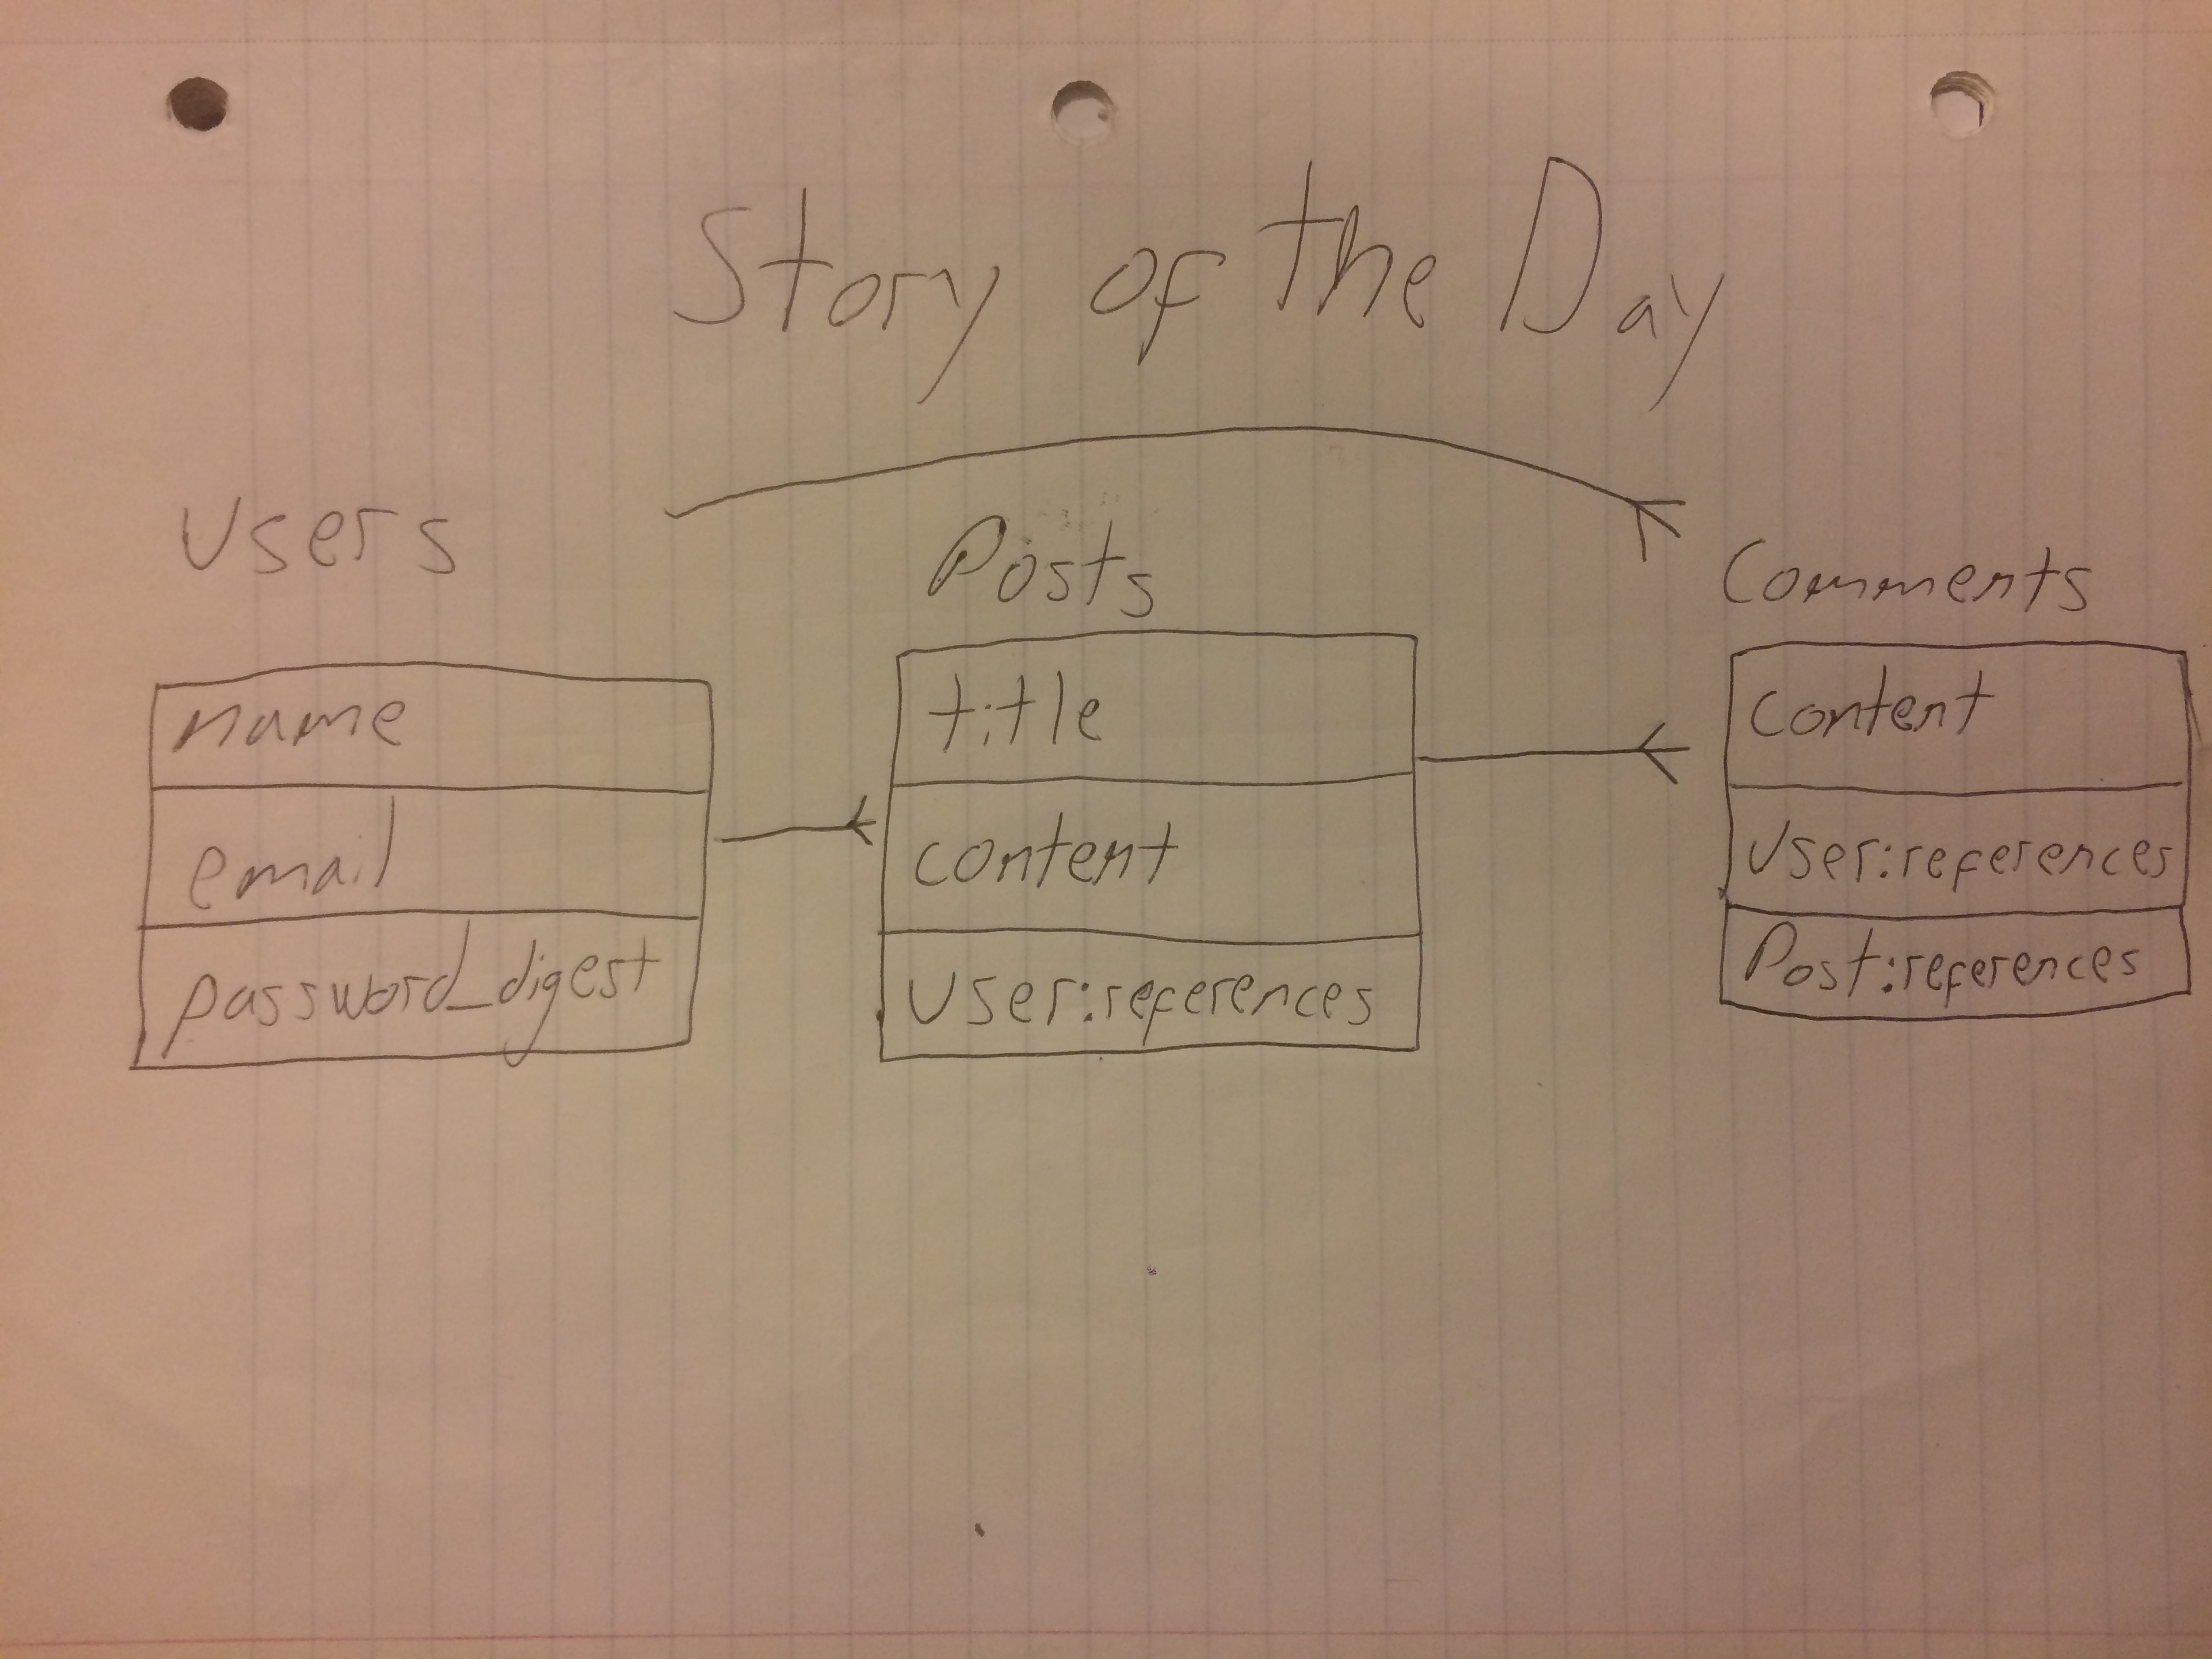 Story of the Day
Users
name
email
password_digest
Posts
title
content
User:references
Comments
Content
User:references
Post:references